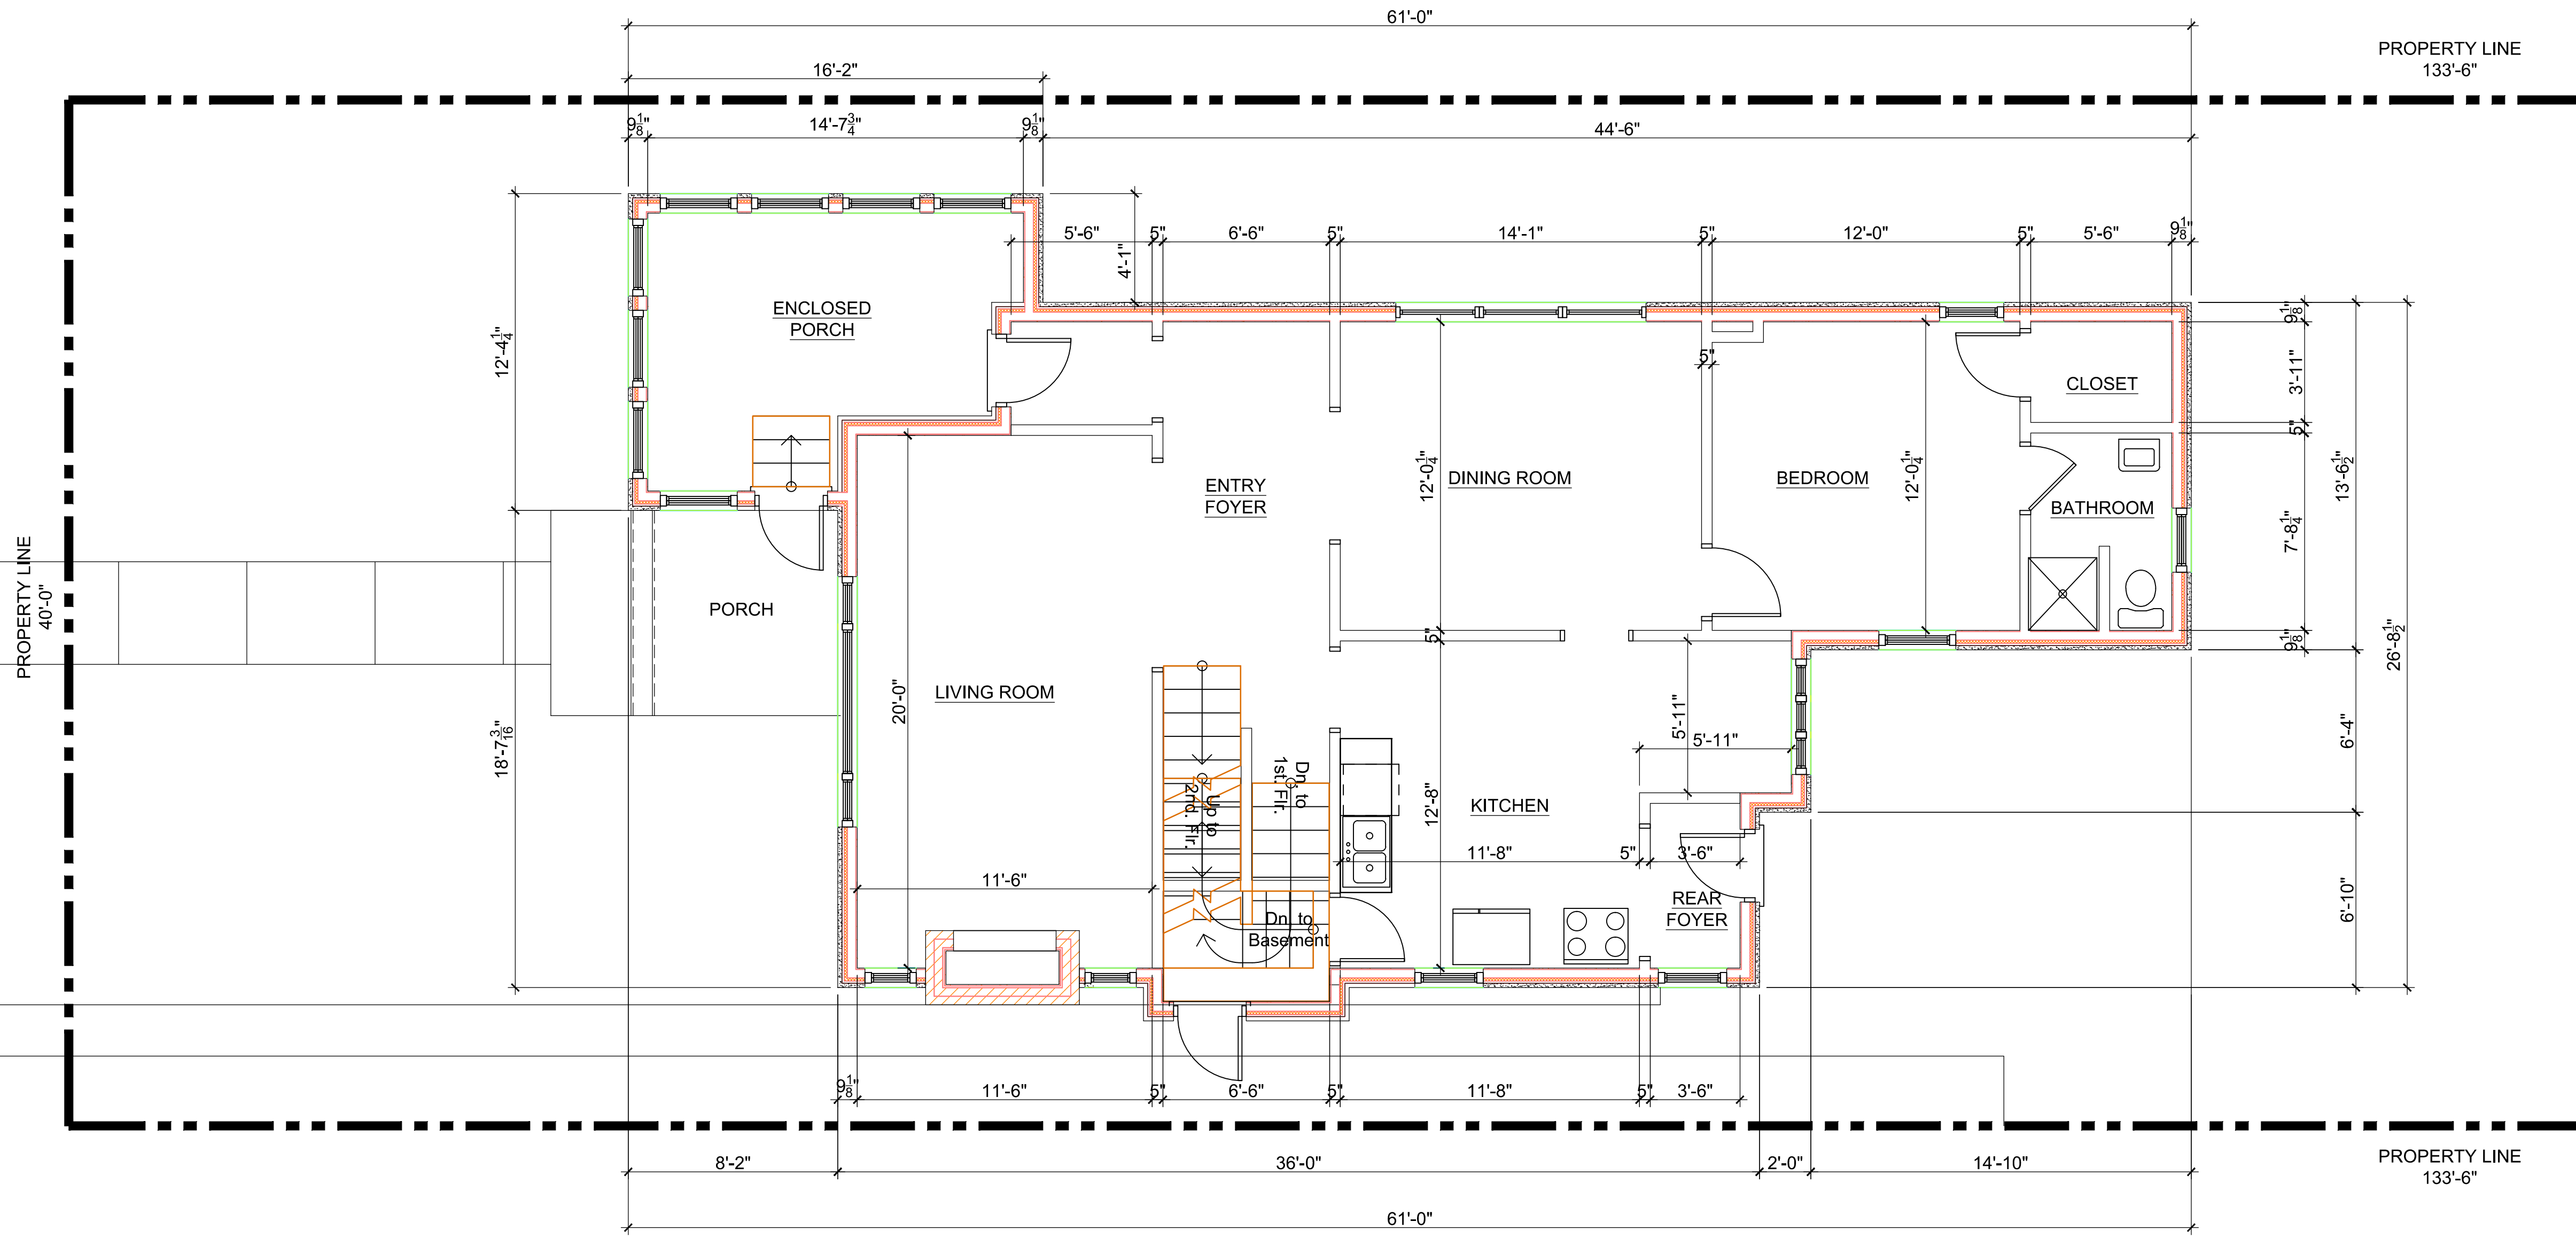 61'-0"
PROPERTY LINE
133'-6"
16'-2"
9 1/8"
14'-7 3/4"
9 1/8"
44'-6"
5'-6"
5"
6'-6"
5"
14'-1"
5"
12'-0"
5"
5'-6"
9 1/8"
4'-1"
ENCLOSED
PORCH
12'-4 1/4"
5"
CLOSET
9 1/8"
3'-11"
5"
13'-6 1/2"
ENTRY
FOYER
12'-0 1/4"
DINING ROOM
BEDROOM
12'-0 1/4"
BATHROOM
7'-8 1/4"
PROPERTY LINE
40'-0"
PORCH
5"
9 1/8"
26'-8 1/2"
LIVING ROOM
20'-0"
18'-7 3/16"
5'-11"
5'-11"
6'-4"
Dn. to
1st. Flr.
Up to
2nd. Flr.
12'-8"
KITCHEN
11'-8"
5"
3'-6"
11'-6"
REAR
FOYER
6'-10"
Dn. to
Basement
9 1/8"
11'-6"
5"
6'-6"
5"
11'-8"
5"
3'-6"
8'-2"
36'-0"
2'-0"
14'-10"
PROPERTY LINE
133'-6"
61'-0"